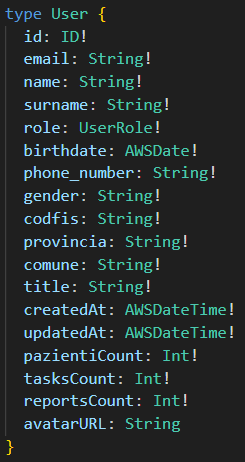 type User {
id: ID!
email: String!
name: String!
surname: String!
role: UserRole!
birthdate: AWSDate!
phone_number: String!
gender: String!
codfis: String!
provincia: String!
comune: String!
title: String!
createdAt: AWSDateTime!
updatedAt: AWSDateTime!
pazientiCount: Int!
tasksCount: Int!
reportsCount: Int!
avatarURL: String
}